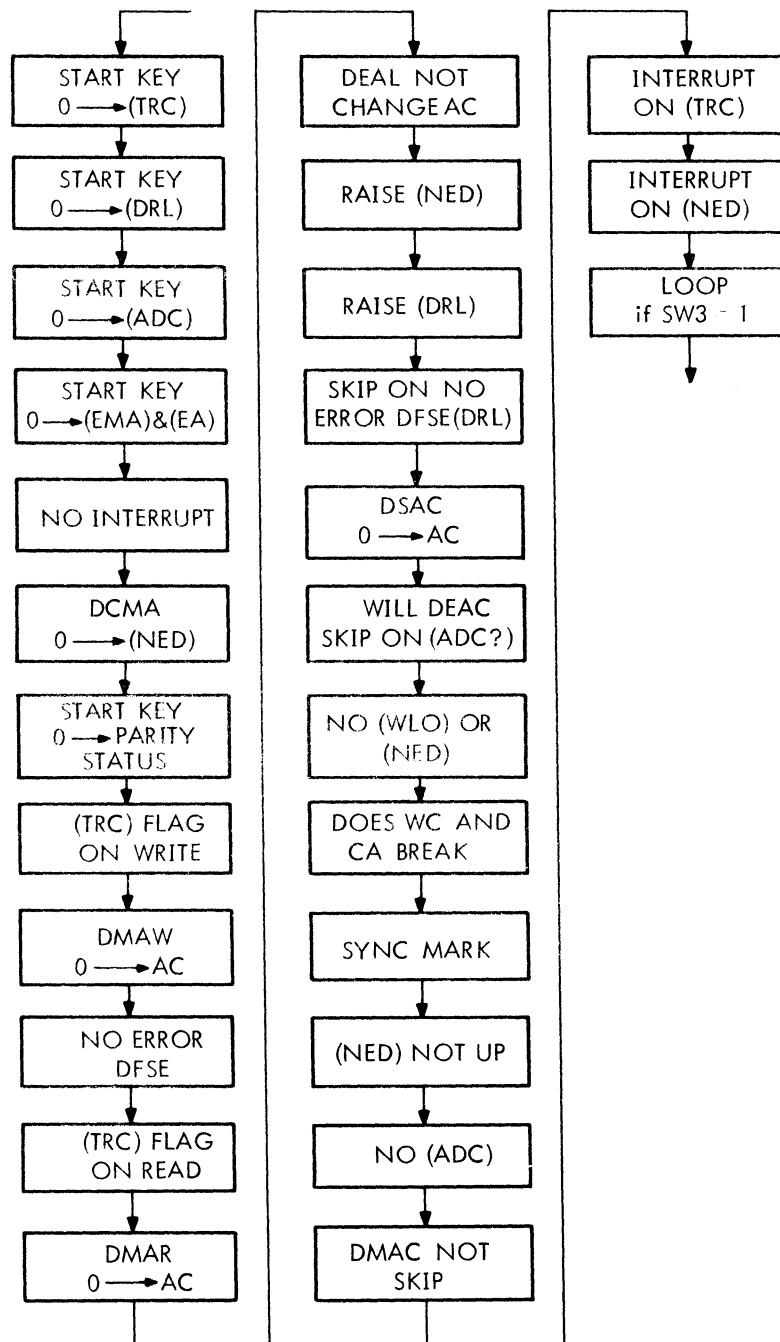 START KEY
0 → (TRC)
START KEY
0 → (DRL)
START KEY
0 → (ADC)
START KEY
0 → (EMA)&(EA)
NO INTERRUPT
DCMA
0 → (NED)
START KEY
0 → PARITY
STATUS
(TRC) FLAG
ON WRITE
DMAW
0 → AC
NO ERROR
DFSE
(TRC) FLAG
ON READ
DMAR
0 → AC
DEAL NOT
CHANGE AC
RAISE (NED)
RAISE (DRL)
SKIP ON NO
ERROR DFSE(DRL)
DSAC
0 → AC
WILL DEAC
SKIP ON (ADC?)
NO (WLO) OR
(NED)
DOES WC AND
CA BREAK
SYNC MARK
(NED) NOT UP
NO (ADC)
DMAC NOT
SKIP
INTERRUPT
ON (TRC)
INTERRUPT
ON (NED)
LOOP
if SW3 - 1